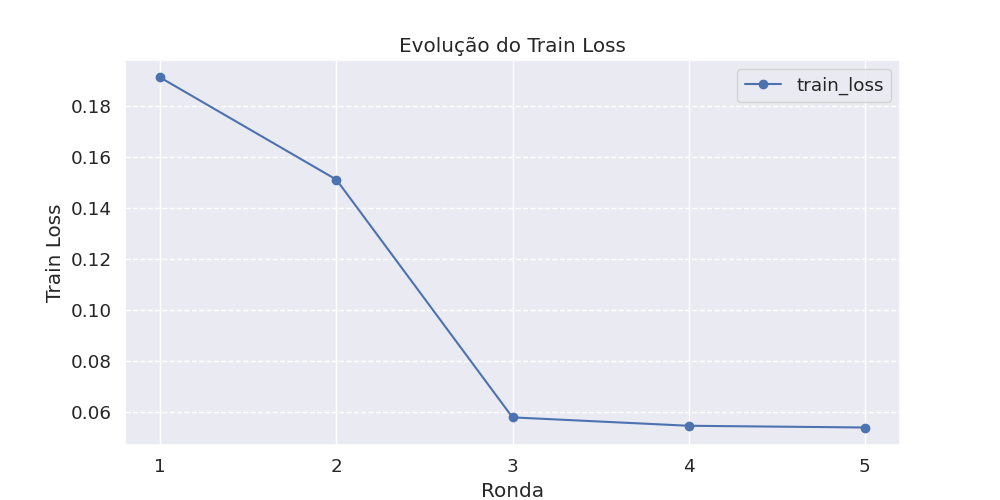 Evolução do Train Loss
train_loss
Train Loss
0.18
0.16
0.14
0.12
0.10
0.08
0.06
1 2 3 4 5
Ronda